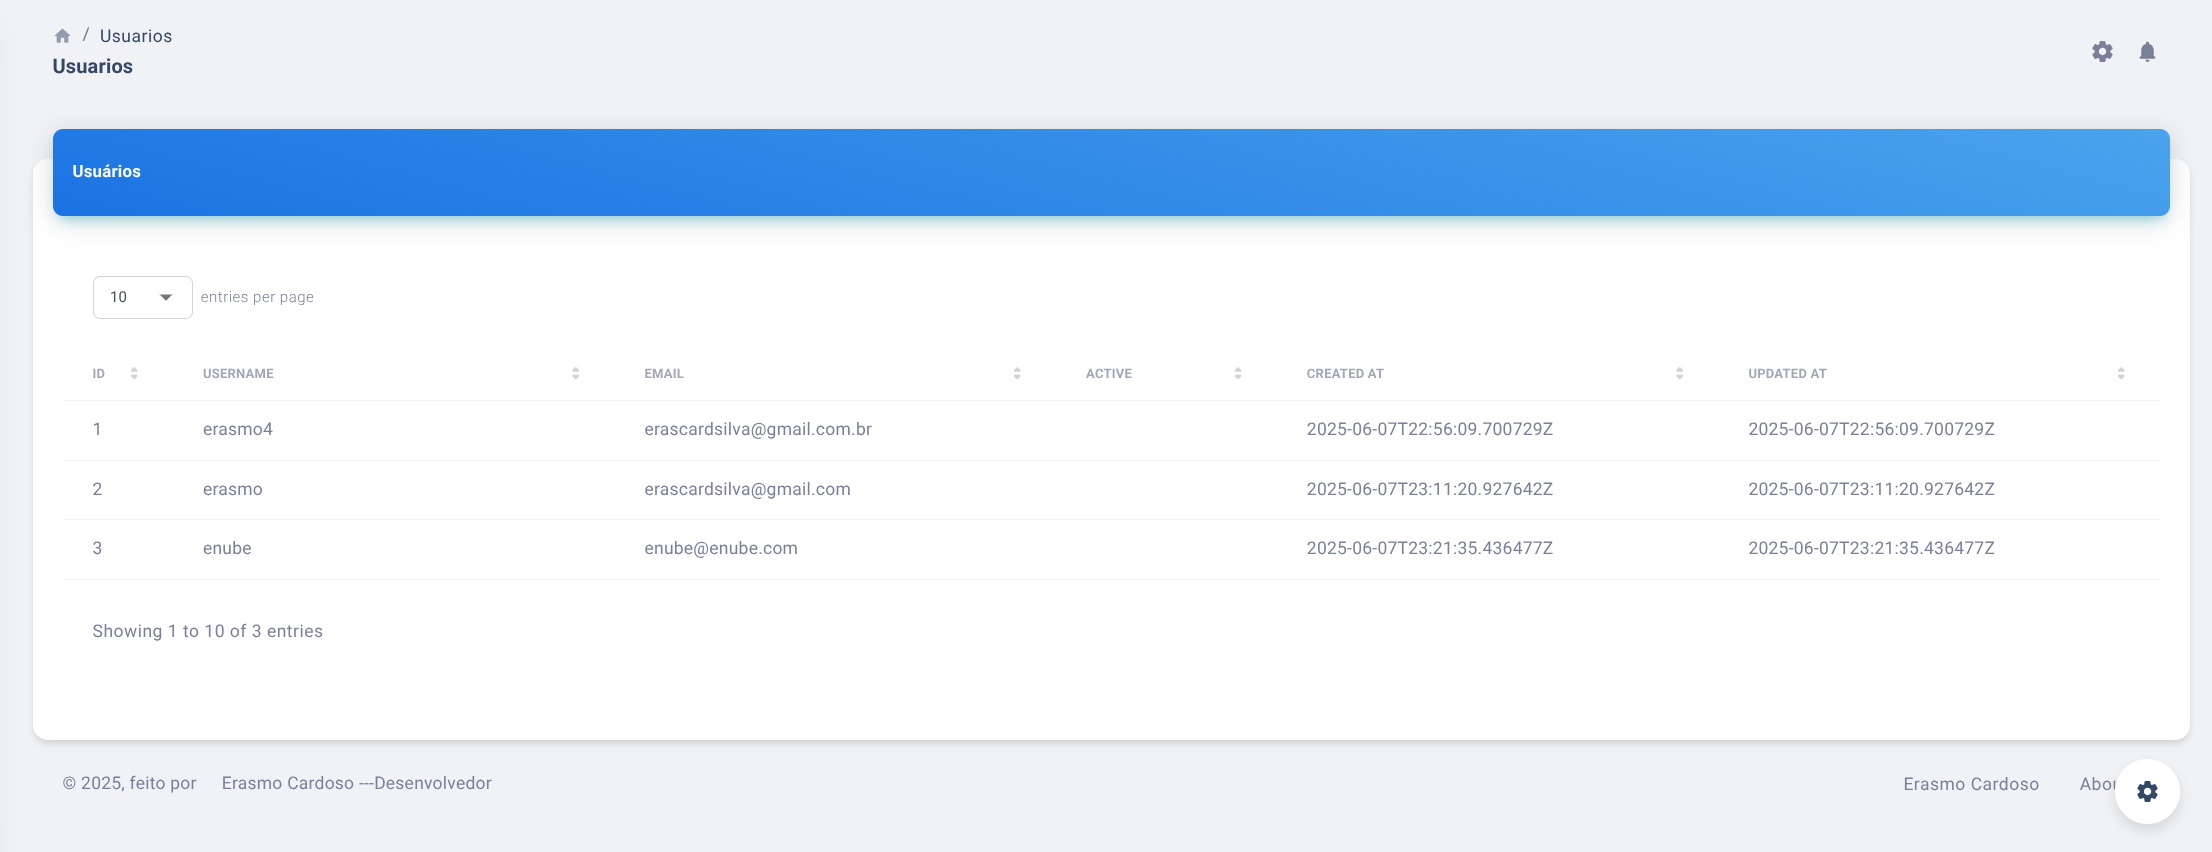 / Usuarios
Usuarios
Usuários
10 entries per page
ID USERNAME EMAIL ACTIVE CREATED AT UPDATED AT
1 erasmo4 erascardsilva@gmail.com.br 2025-06-07T22:56:09.700729Z 2025-06-07T22:56:09.700729Z
2 erasmo erascardsilva@gmail.com 2025-06-07T23:11:20.927642Z 2025-06-07T23:11:20.927642Z
3 enube enube@enube.com 2025-06-07T23:21:35.436477Z 2025-06-07T23:21:35.436477Z
Showing 1 to 10 of 3 entries
© 2025, feito por Erasmo Cardoso ---Desenvolvedor Erasmo Cardoso